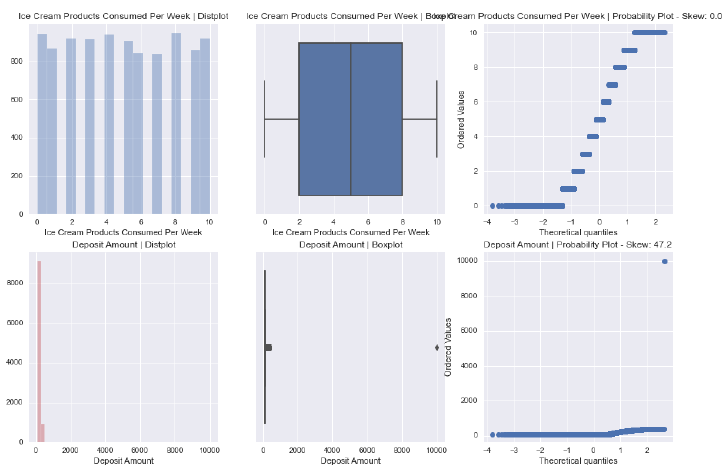 Ice Cream Products Consumed Per Week | Distplot
Ice Cream Products Consumed Per Week |
Products Consumed Per Week | Probability Plot - Skew: 0.0
800
600
400
200
0
0 2 4 6 8 10
Ice Cream Products Consumed Per Week
0 2 4 6 8 10
Ice Cream Products Consumed Per Week
Ordered Values
10
8
6
4
2
0
−4 −3 −2 −1 0 1 2
Theoretical quantiles
Deposit Amount | Distplot
Deposit Amount | Boxplot
Deposit Amount | Probability Plot - Skew: 47.2
8000
6000
4000
2000
0
0 2000 4000 6000 8000 10000
Deposit Amount
0 2000 4000 6000 8000 10000
Deposit Amount
Ordered Values
10000
8000
6000
4000
2000
0
−4 −3 −2 −1 0 1 2
Theoretical quantiles